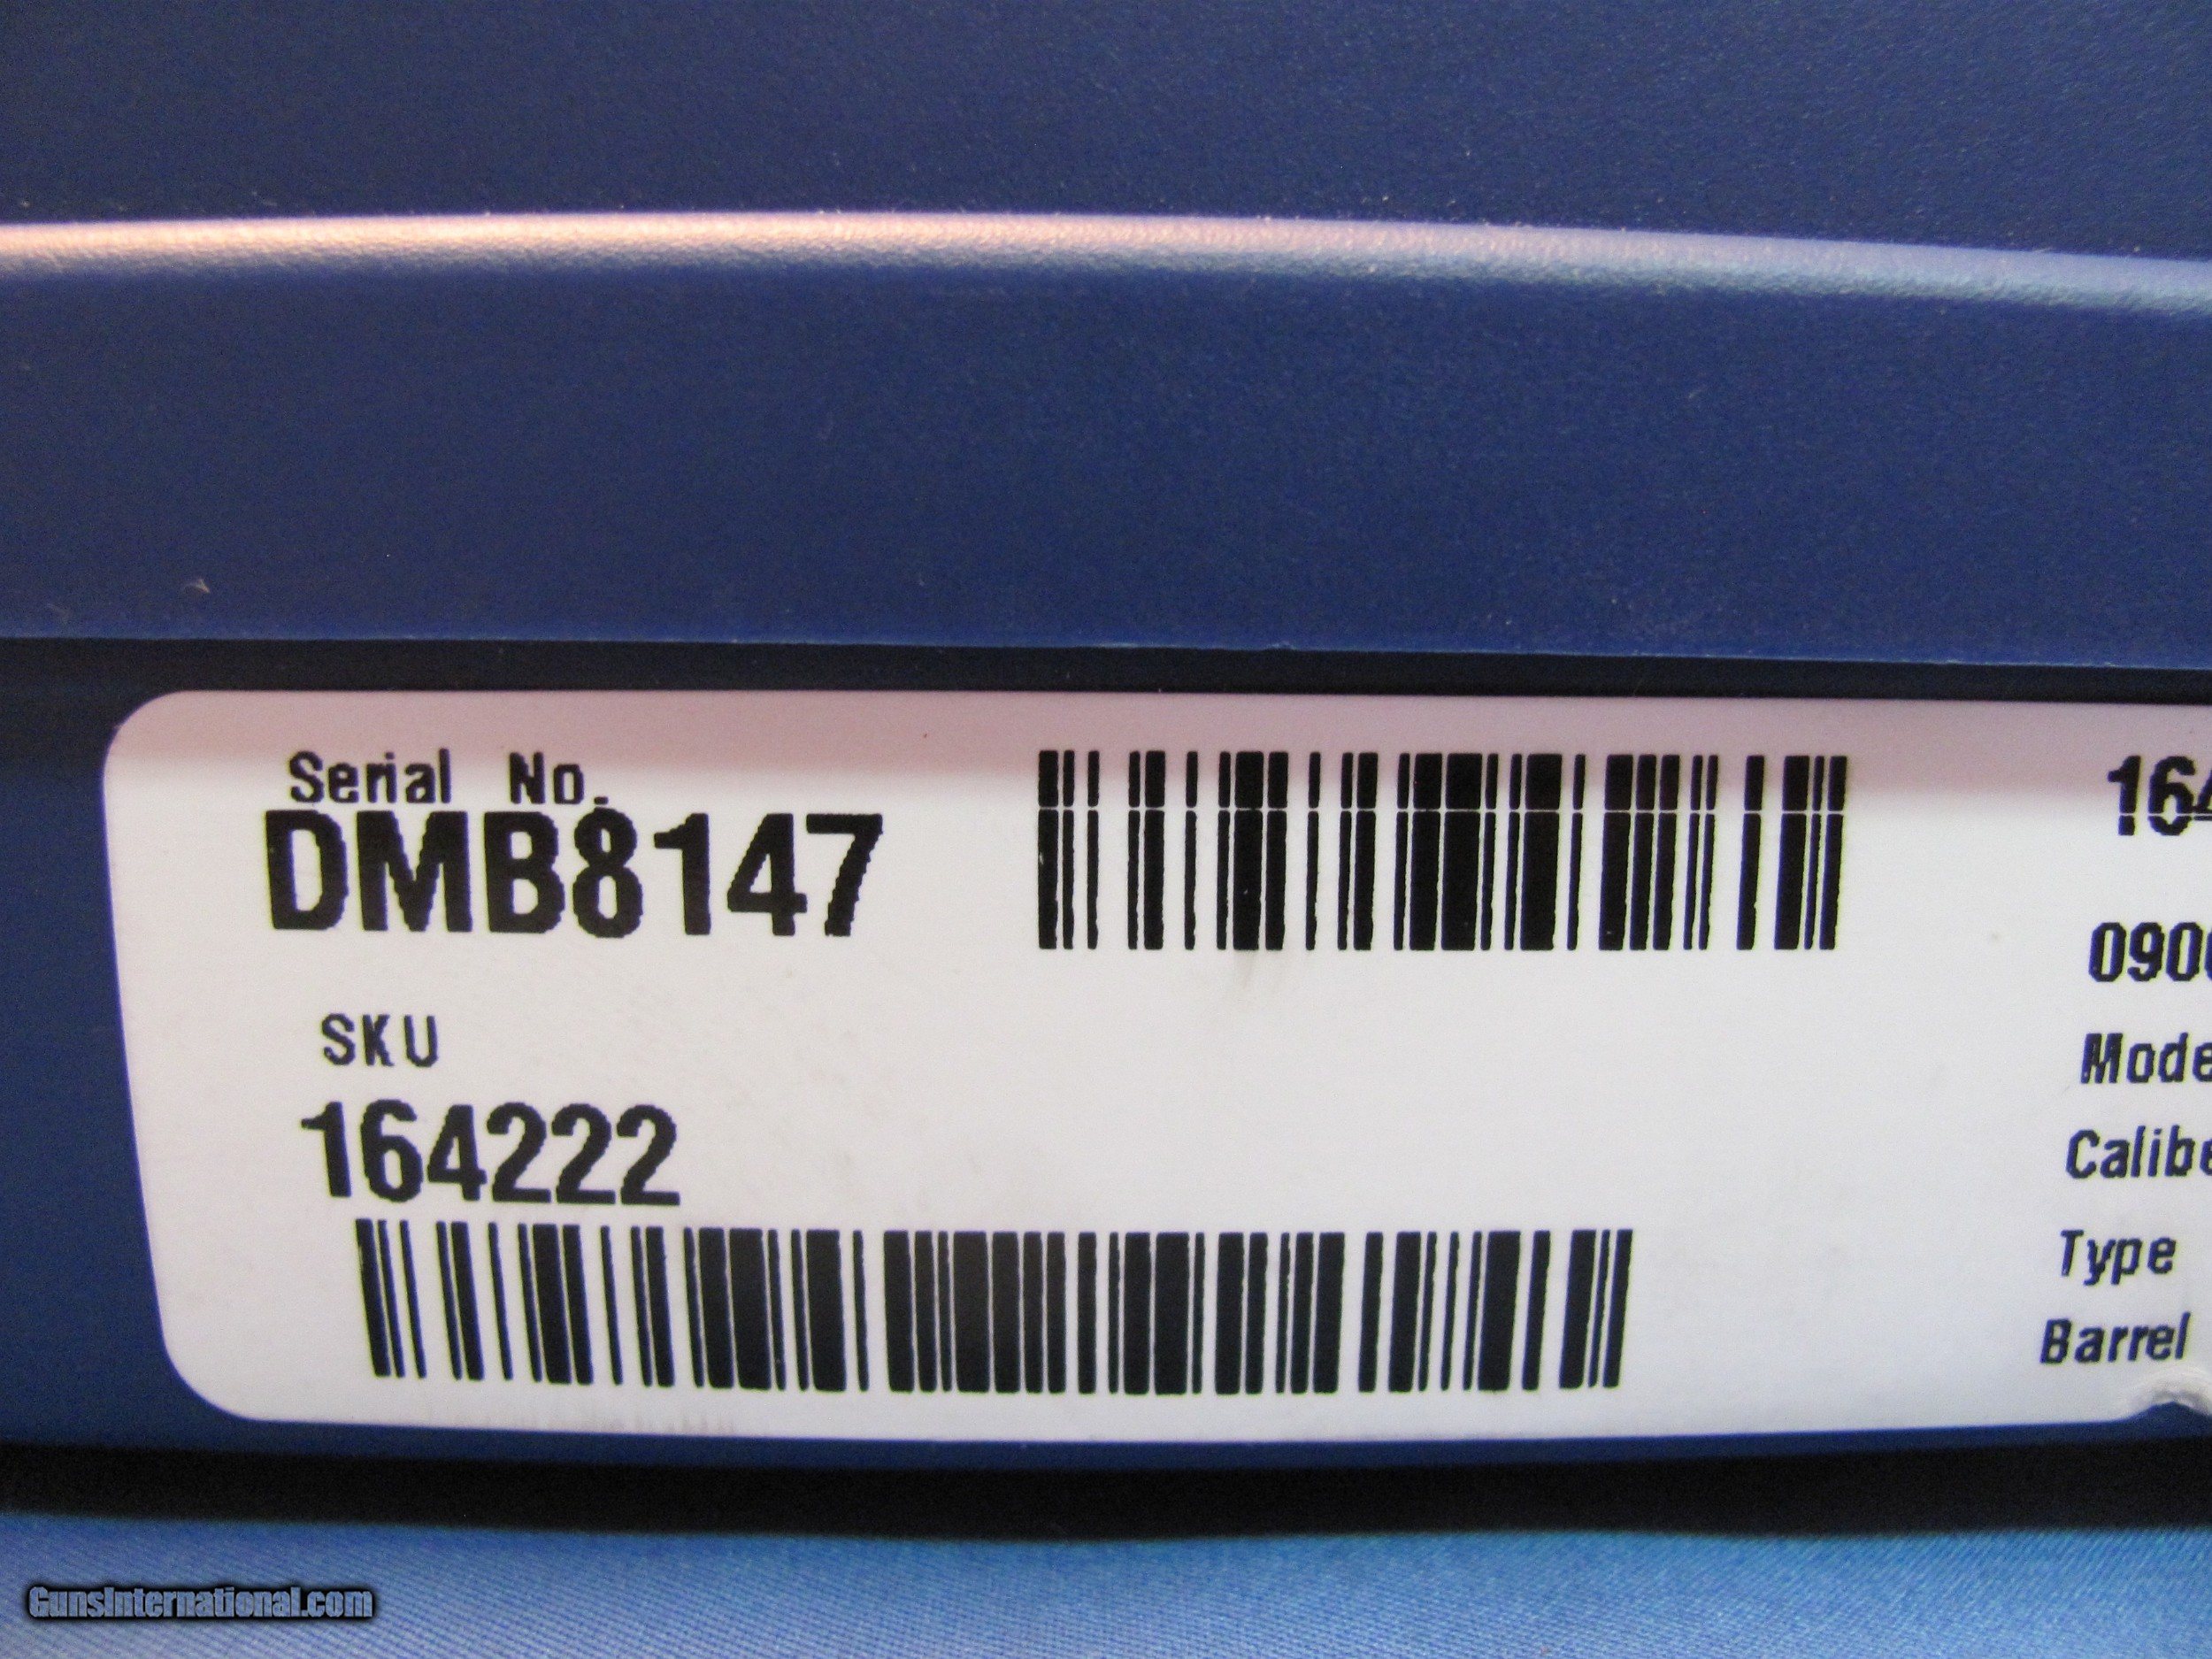 Serial No.
DMB8147
SKU
164222
Type
Barrel
GunsInternational.com